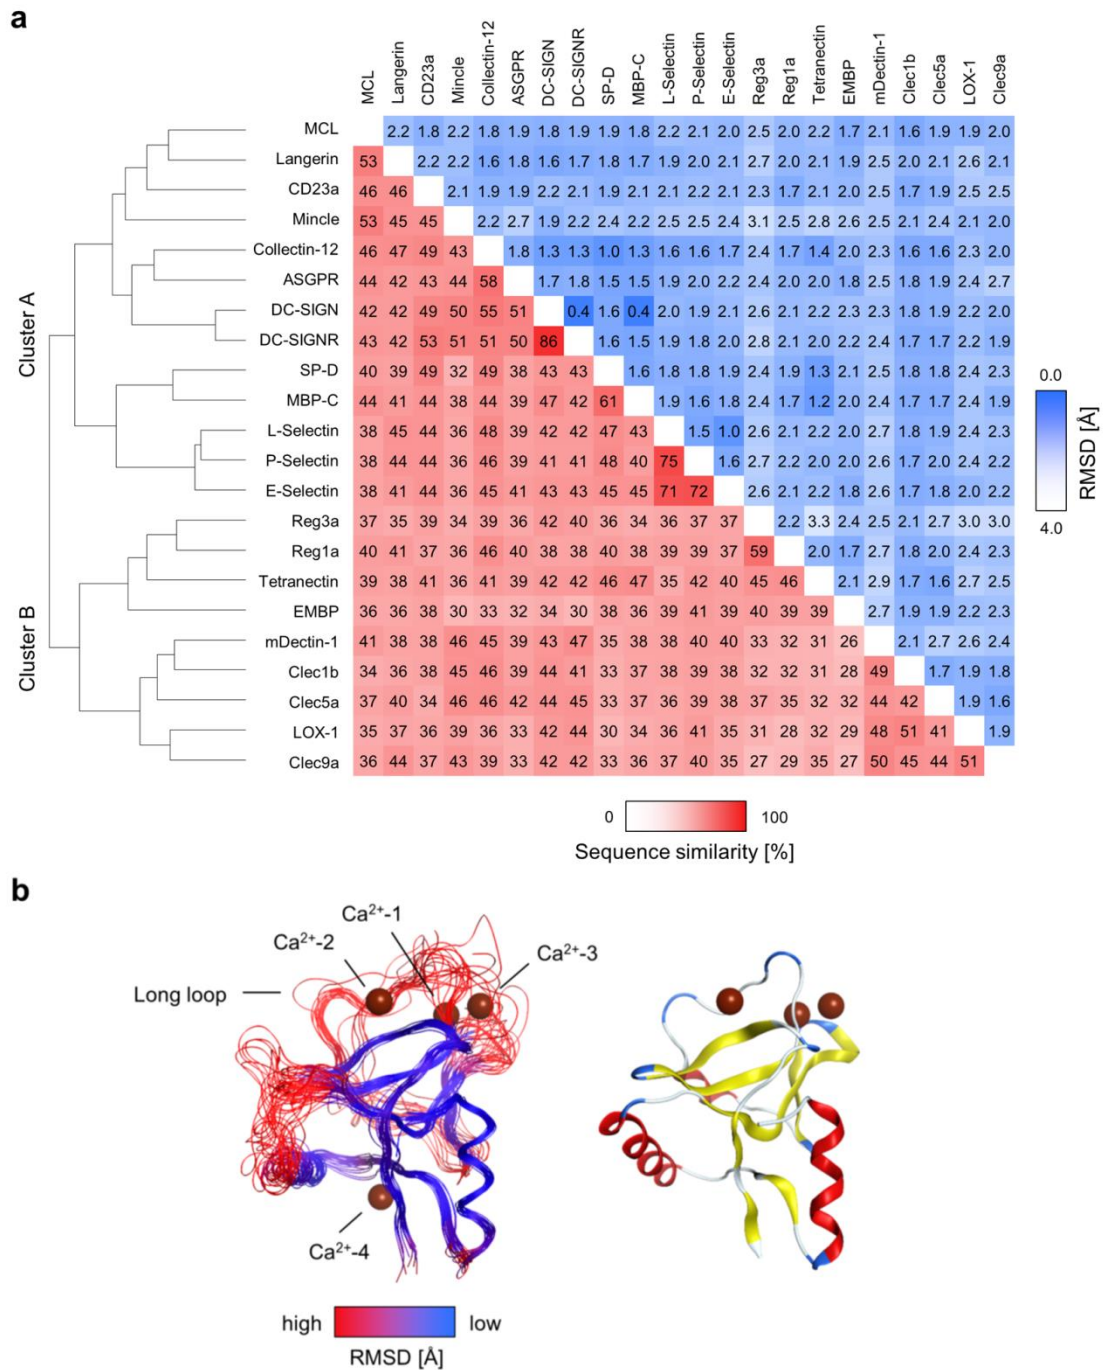 a
MCL Langerin CD23a Mincle Collectin-12 ASGPR DC-SIGN DC-SIGNR SP-D MBP-C L-Selectin P-Selectin E-Selectin Reg3a Reg1a Tetranectin EMBP mDectin-1 Clec1b Clec5a LOX-1 Clec9a
MCL 2.2 1.8 2.2 1.8 1.9 1.8 1.9 1.9 1.8 2.2 2.1 2.0 2.5 2.0 2.2 1.7 2.1 1.6 1.9 1.9 2.0
Langerin 53 2.2 2.2 1.6 1.8 1.6 1.7 1.8 1.7 1.9 2.0 2.1 2.7 2.0 2.1 1.9 2.5 2.0 2.1 2.6 2.1
CD23a 46 46 2.1 1.9 1.9 2.2 2.1 1.9 2.1 2.1 2.2 2.1 2.3 1.7 2.1 2.0 2.5 1.7 1.9 2.5 2.5
Mincle 53 45 45 2.2 2.7 1.9 2.2 2.4 2.2 2.5 2.5 2.4 3.1 2.5 2.8 2.6 2.5 2.1 2.4 2.1 2.0
Collectin-12 46 47 49 43 1.8 1.3 1.3 1.0 1.3 1.6 1.6 1.7 2.4 1.7 1.4 2.0 2.3 1.6 1.6 2.3 2.0
ASGPR 44 42 43 44 58 1.7 1.8 1.5 1.5 1.9 2.0 2.2 2.4 2.0 2.0 1.8 2.5 1.9 1.8 2.4 2.7
DC-SIGN 42 42 49 50 55 51 0.4 1.6 0.4 2.0 1.9 2.1 2.6 2.1 2.2 2.3 2.3 1.8 1.9 2.2 2.0
DC-SIGNR 43 42 53 51 51 50 86 1.6 1.5 1.9 1.8 2.0 2.8 2.1 2.0 2.2 2.4 1.7 1.7 2.2 1.9
SP-D 40 39 49 32 49 38 43 43 1.6 1.8 1.8 1.9 2.4 1.9 1.3 2.1 2.5 1.8 1.8 2.4 2.3
MBP-C 44 41 44 38 44 39 47 42 61 1.9 1.6 1.8 2.4 1.7 1.2 2.0 2.4 1.7 1.7 2.4 1.9
L-Selectin 38 45 44 36 48 39 42 42 47 43 1.5 1.0 2.6 2.1 2.2 2.0 2.7 1.8 1.9 2.4 2.3
P-Selectin 38 44 44 36 46 39 41 41 48 40 75 1.6 2.7 2.2 2.0 2.0 2.6 1.7 2.0 2.4 2.2
E-Selectin 38 41 44 36 45 41 43 43 45 45 71 72 2.6 2.1 2.2 1.8 2.6 1.7 1.8 2.0 2.2
Reg3a 37 35 39 34 39 36 42 40 36 34 36 37 37 2.2 3.3 2.4 2.5 2.1 2.7 3.0 3.0
Reg1a 40 41 37 36 46 40 38 38 40 38 39 39 37 59 2.0 1.7 2.7 1.8 2.0 2.4 2.3
Tetranectin 39 38 41 36 41 39 42 42 46 47 35 42 40 45 46 2.1 2.9 1.7 1.6 2.7 2.5
EMBP 36 36 38 30 33 32 34 30 38 36 39 41 39 40 39 39 2.7 1.9 1.9 2.2 2.3
mDectin-1 41 38 38 46 45 39 43 47 35 38 38 40 40 33 32 31 26 2.1 2.7 2.6 2.4
Clec1b 34 36 38 45 46 39 44 41 33 37 38 39 38 32 32 31 28 49 1.7 1.9 1.8
Clec5a 37 40 34 46 46 42 44 45 33 37 36 39 38 31 35 32 32 44 42 1.9 1.6
LOX-1 35 37 36 39 36 33 42 44 30 34 36 41 35 31 28 32 29 48 51 41 1.9
Clec9a 36 44 37 43 39 33 42 42 33 36 37 40 35 27 29 35 27 50 45 44 51
Cluster A
Cluster B
0.0
4.0
RMSD [Å]
0 100
Sequence similarity [%]
b
Ca²⁺-1
Ca²⁺-2
Ca²⁺-3
Long loop
Ca²⁺-4
high low
RMSD [Å]